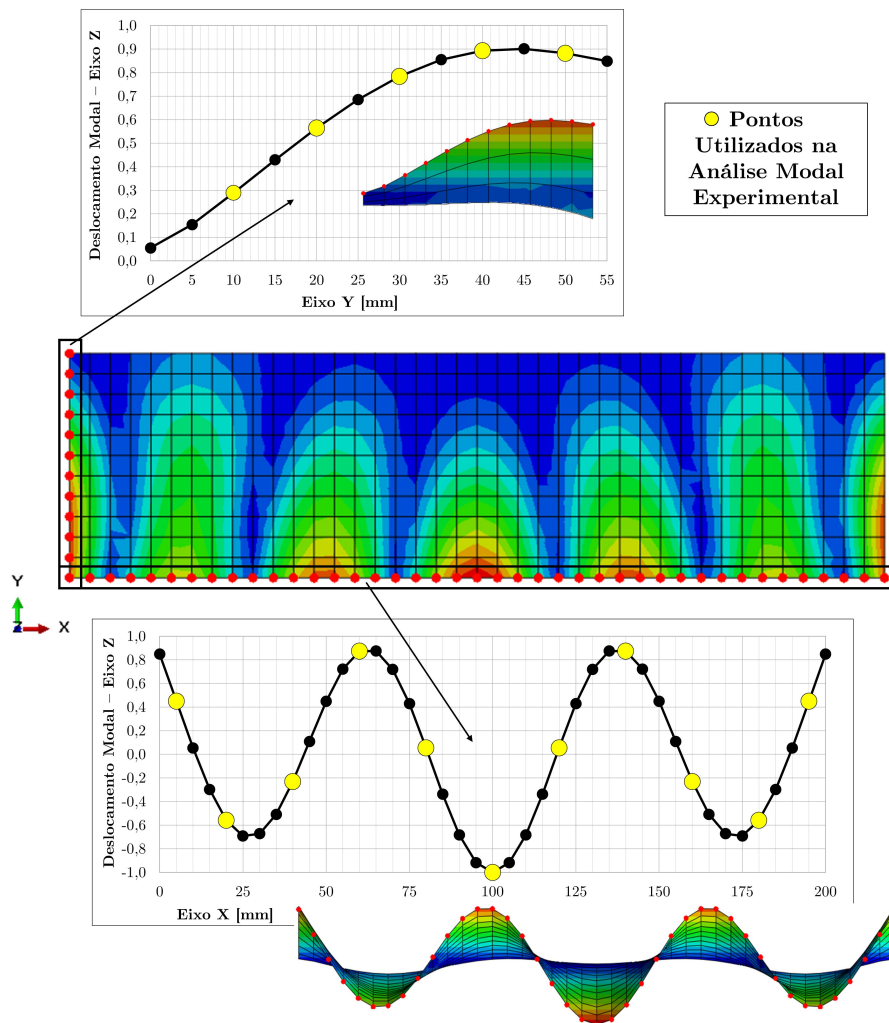 Deslocamento Modal – Eixo Z
1,0
0,9
0,8
0,7
0,6
0,5
0,4
0,3
0,2
0,1
0,0
0 5 10 15 20 25 30 35 40 45 50 55
Eixo Y [mm]
Pontos
Utilizados na
Análise Modal
Experimental
Y
Z X
Deslocamento Modal – Eixo Z
1,0
0,8
0,6
0,4
0,2
0,0
-0,2
-0,4
-0,6
-0,8
-1,0
0 25 50 75 100 125 150 175 200
Eixo X [mm]